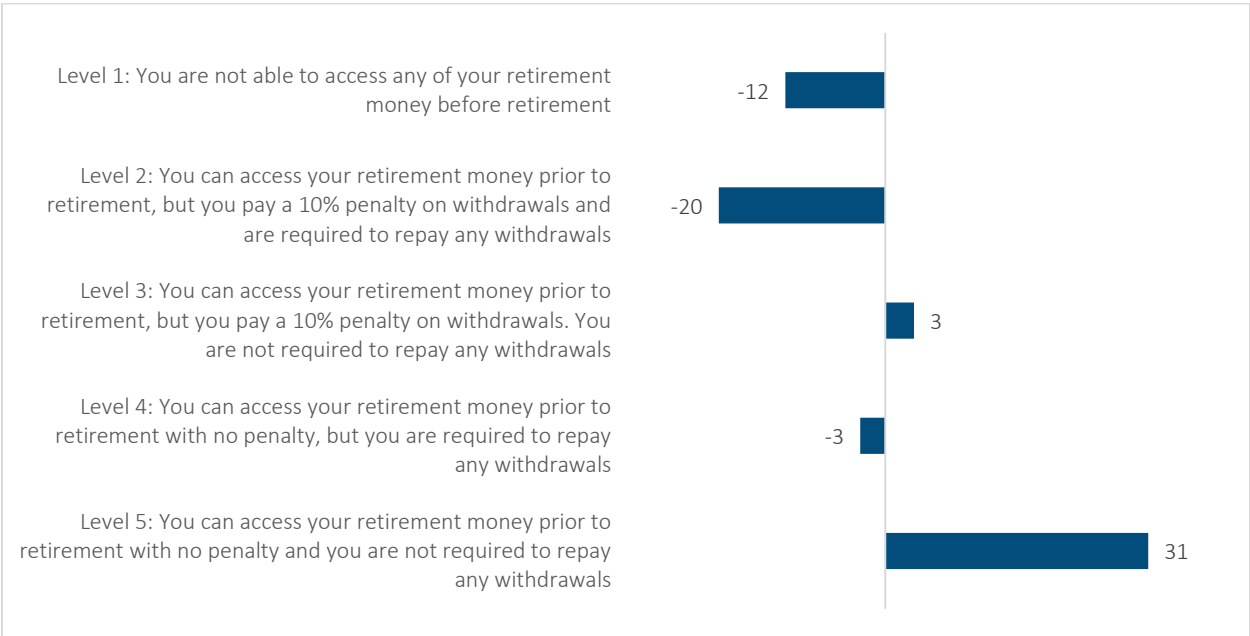 Level 1: You are not able to access any of your retirement
money before retirement
-12
Level 2: You can access your retirement money prior to
retirement, but you pay a 10% penalty on withdrawals and
are required to repay any withdrawals
-20
Level 3: You can access your retirement money prior to
retirement, but you pay a 10% penalty on withdrawals. You
are not required to repay any withdrawals
3
Level 4: You can access your retirement money prior to
retirement with no penalty, but you are required to repay
any withdrawals
-3
Level 5: You can access your retirement money prior to
retirement with no penalty and you are not required to repay
any withdrawals
31